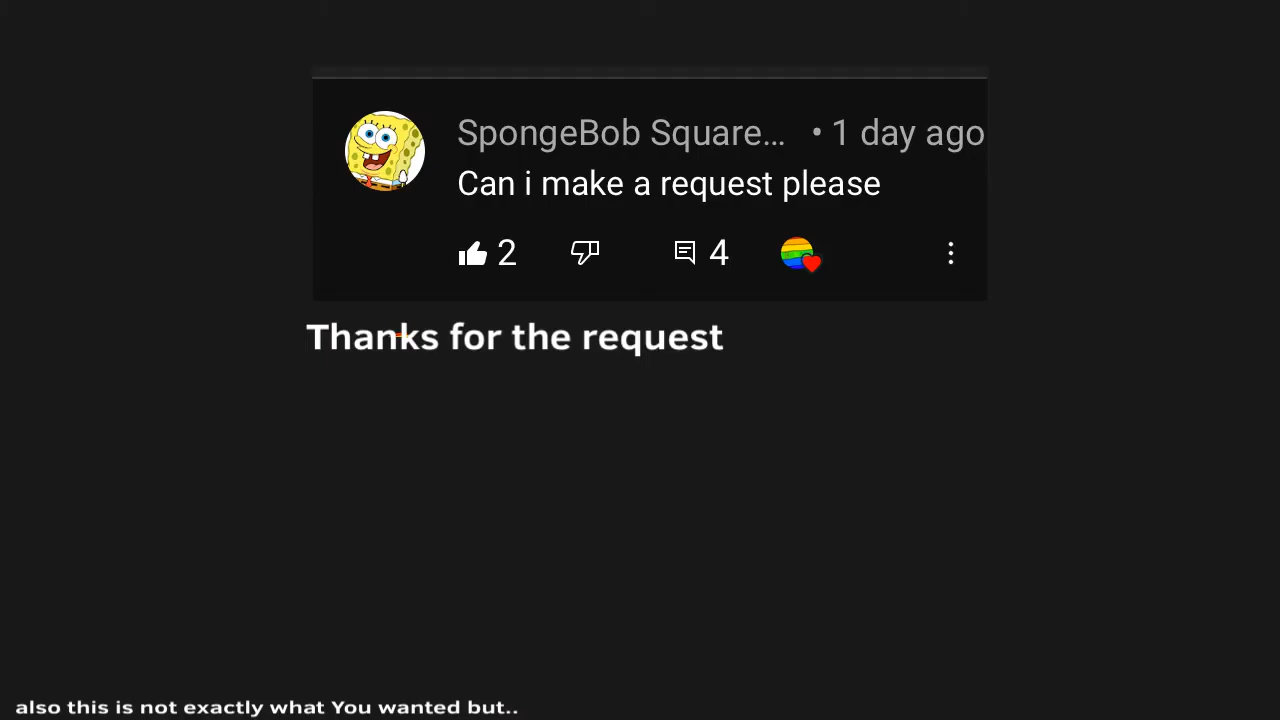 SpongeBob Square... • 1 day ago
Can i make a request please
2 4
Thanks for the request
also this is not exactly what You wanted but..